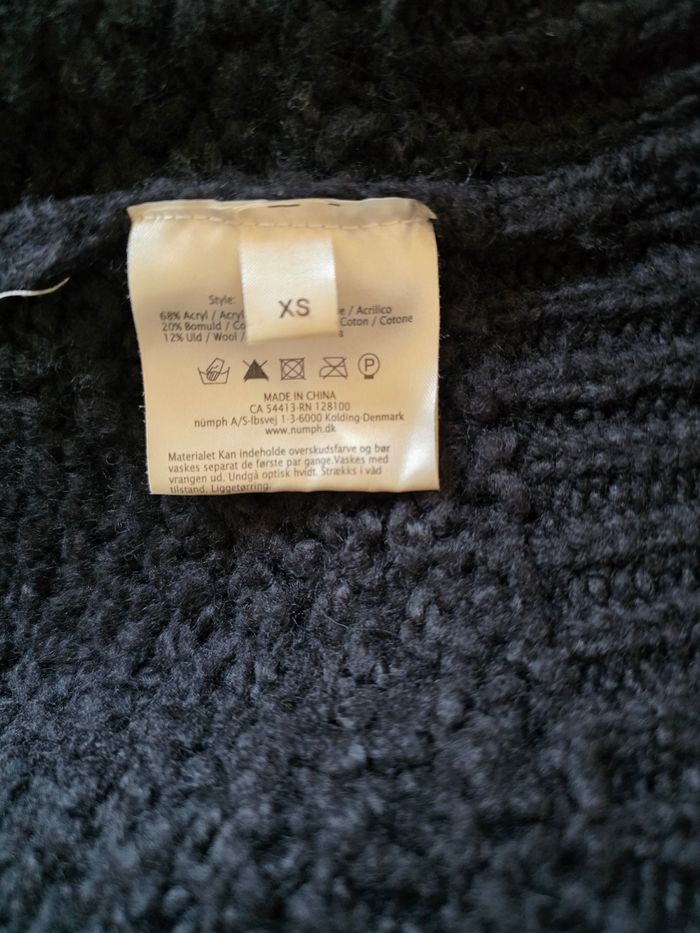 XS
Style:
68% Acryl / Acryl / Acrilico
20% Bomuld / Coton / Cotone
12% Uld / Wool /
P
MADE IN CHINA
CA 54413-RN 128100
nümph A/S-Ibsvej 1-3-6000 Kolding-Denmark
www.numph.dk
Materialet Kan indeholde overskudsfarve og bør
vaskes separat de første par gange.Vaskes med
vrangen ud. Undgå optisk hvidt. Strækks i våd
tilstand. Liggetørring.